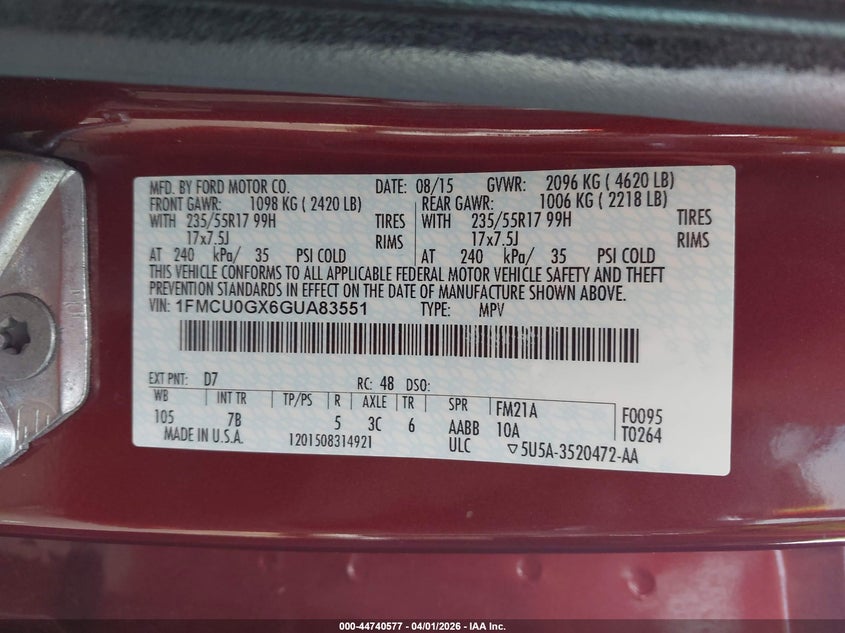 MFD. BY FORD MOTOR CO. DATE: 08/15 GVWR: 2096 KG ( 4620 LB)
FRONT GAWR: 1098 KG ( 2420 LB) REAR GAWR: 1006 KG ( 2218 LB)
WITH 235/55R17 99H TIRES WITH 235/55R17 99H TIRES
17x7.5J RIMS 17x7.5J RIMS
AT 240 kPa/ 35 PSI COLD AT 240 kPa/ 35 PSI COLD
THIS VEHICLE CONFORMS TO ALL APPLICABLE FEDERAL MOTOR VEHICLE SAFETY AND THEFT
PREVENTION STANDARDS IN EFFECT ON THE DATE OF MANUFACTURE SHOWN ABOVE.
VIN: 1FMCU0GX6GUA83551 TYPE: MPV
EXT PNT: D7 RC: 48 DSO:
WB INT TR TP/PS R AXLE TR SPR FM21A F0095
105 7B 5 3C 6 AABB 10A T0264
MADE IN U.S.A. 1201508314921 ULC ▽5U5A-3520472-AA
000-44740577 - 04/01/2026 - IAA Inc.